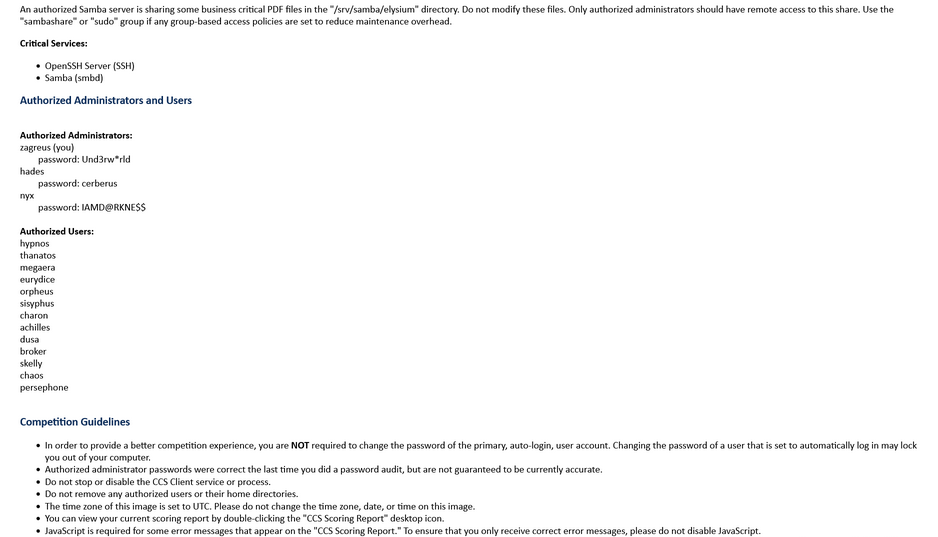 An authorized Samba server is sharing some business critical PDF files in the "/srv/samba/elysium" directory. Do not modify these files. Only authorized administrators should have remote access to this share. Use the
"sambashare" or "sudo" group if any group-based access policies are set to reduce maintenance overhead.
Critical Services:
• OpenSSH Server (SSH)
• Samba (smbd)
Authorized Administrators and Users
Authorized Administrators:
zagreus (you)
password: Und3rw*rld
hades
password: cerberus
nyx
password: IAMD@RKNE$$
Authorized Users:
hypnos
thanatos
megaera
eurydice
orpheus
sisyphus
charon
achilles
dusa
broker
skelly
chaos
persephone
Competition Guidelines
• In order to provide a better competition experience, you are NOT required to change the password of the primary, auto-login, user account. Changing the password of a user that is set to automatically log in may lock
you out of your computer.
• Authorized administrator passwords were correct the last time you did a password audit, but are not guaranteed to be currently accurate.
• Do not stop or disable the CCS Client service or process.
• Do not remove any authorized users or their home directories.
• The time zone of this image is set to UTC. Please do not change the time zone, date, or time on this image.
• You can view your current scoring report by double-clicking the "CCS Scoring Report" desktop icon.
• JavaScript is required for some error messages that appear on the "CCS Scoring Report." To ensure that you only receive correct error messages, please do not disable JavaScript.